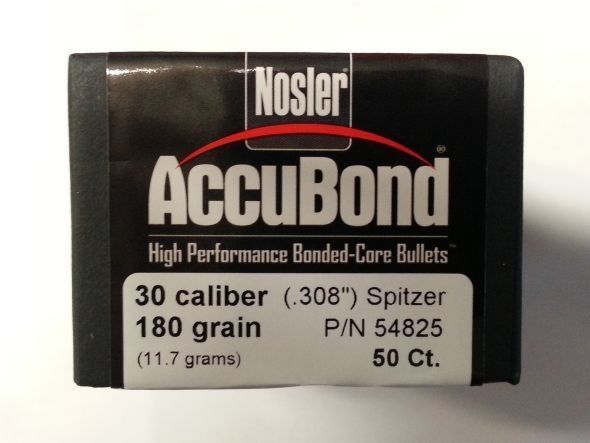 Nosler®
AccuBond®
High Performance Bonded-Core Bullets™
30 caliber (.308") Spitzer
180 grain P/N 54825
(11.7 grams) 50 Ct.